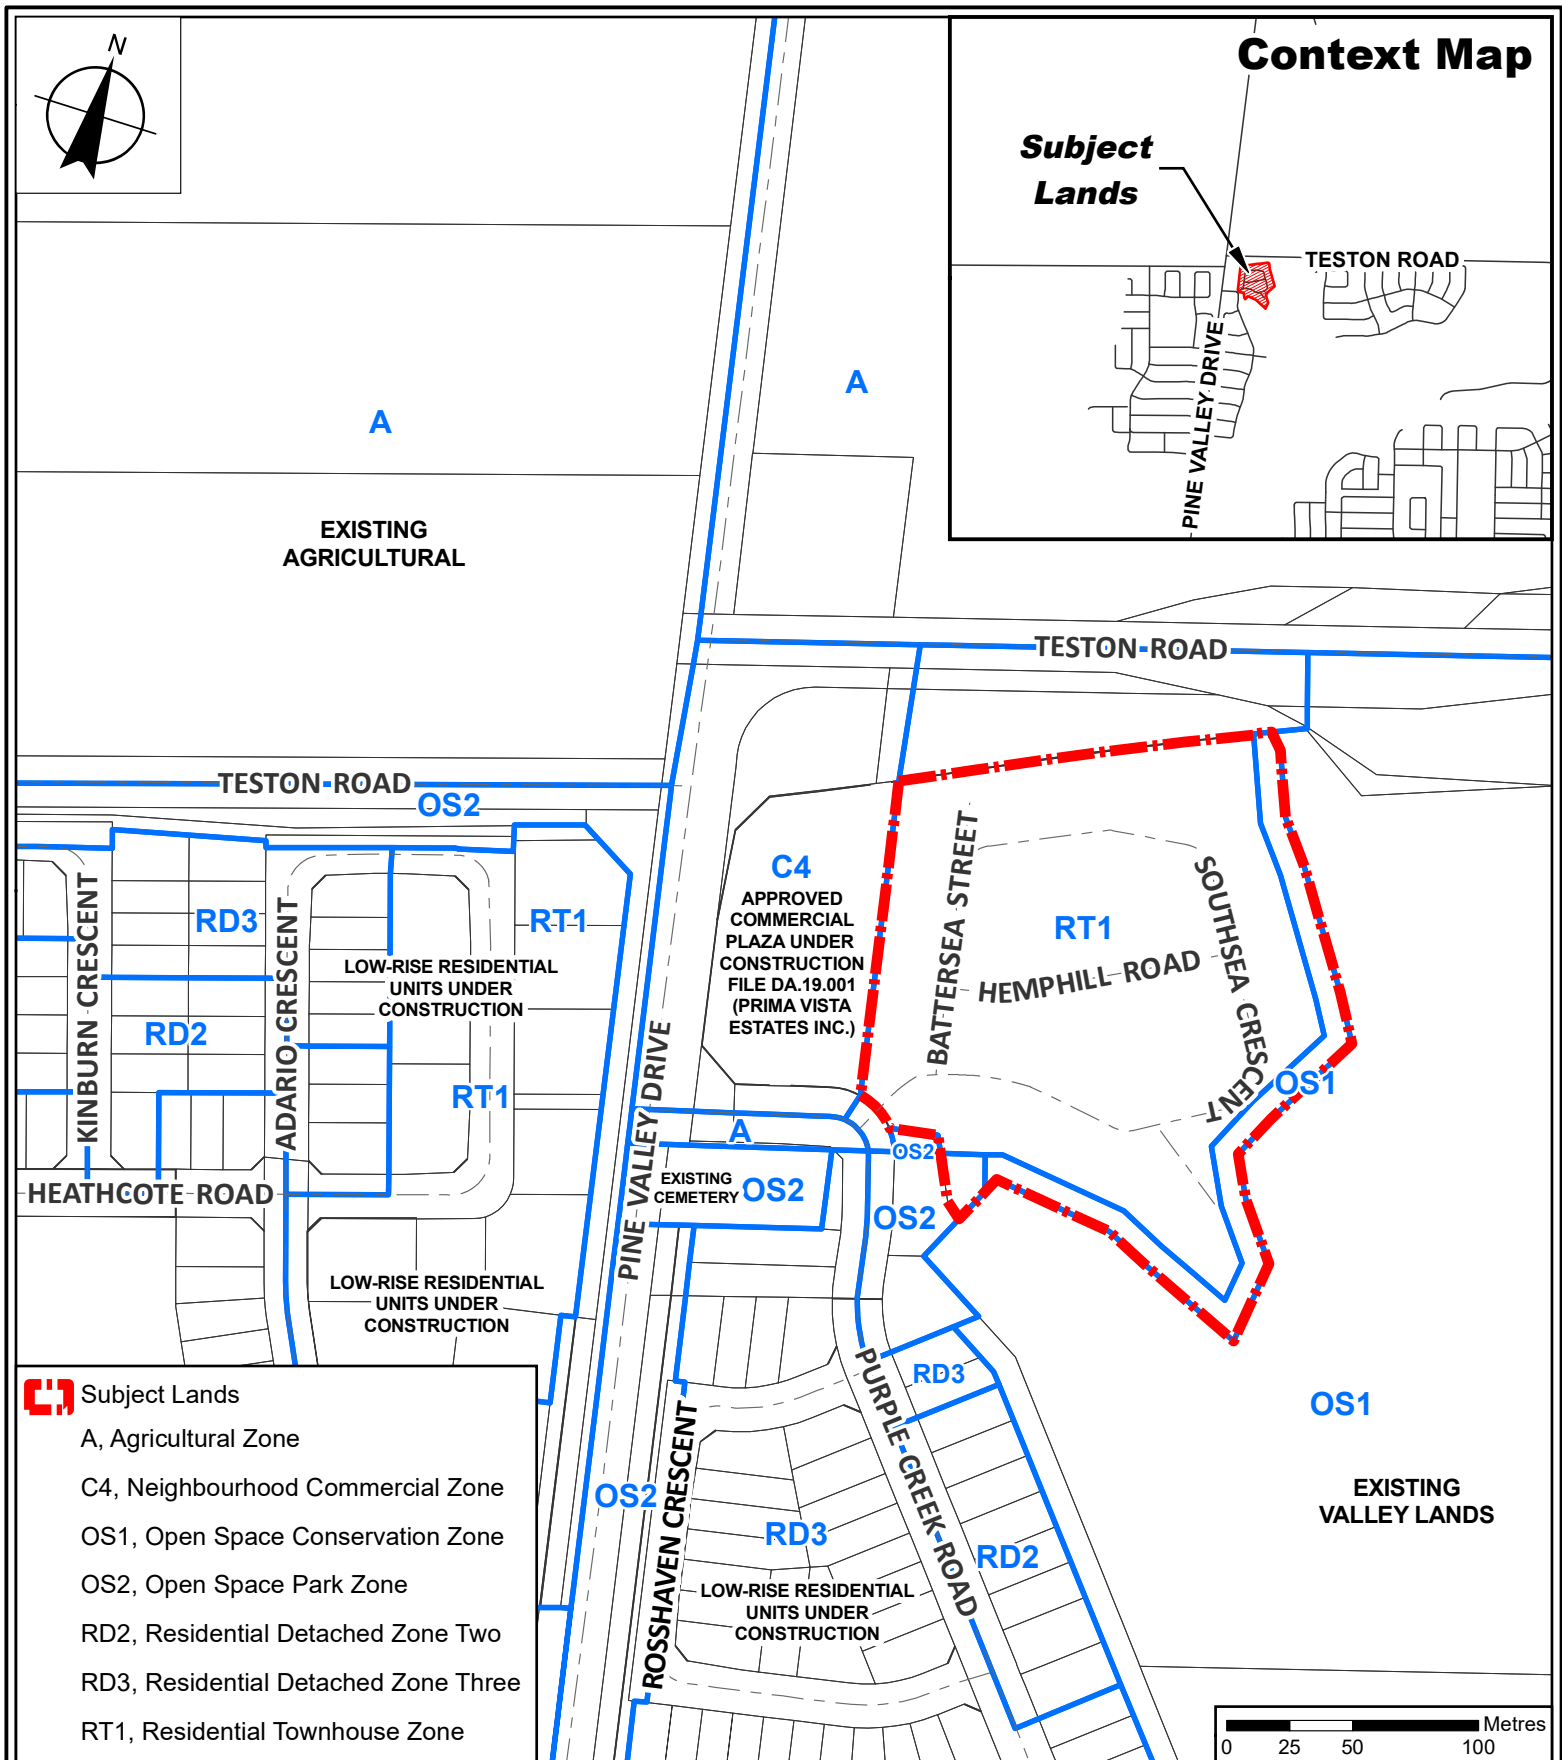 N
Context Map
Subject
Lands
TESTON ROAD
PINE VALLEY DRIVE
A
A
EXISTING
AGRICULTURAL
TESTON ROAD
TESTON ROAD
OS2
C4
APPROVED
COMMERCIAL
PLAZA UNDER
CONSTRUCTION
FILE DA.19.001
(PRIMA VISTA
ESTATES INC.)
BATTERSEA STREET
RT1
HEMPHILL ROAD
SOUTHSEA CRESCENT
OS1
KINBURN CRESCENT
RD3
RD2
ADARIO CRESCENT
LOW-RISE RESIDENTIAL
UNITS UNDER
CONSTRUCTION
RT1
RT1
HEATHCOTE ROAD
PINE VALLEY DRIVE
A
EXISTING
CEMETERY
OS2
OS2
OS2
LOW-RISE RESIDENTIAL
UNITS UNDER
CONSTRUCTION
PURPLE CREEK ROAD
RD3
OS1
EXISTING
VALLEY LANDS
OS2
ROSSHAVEN CRESCENT
RD3
RD2
LOW-RISE RESIDENTIAL
UNITS UNDER
CONSTRUCTION
Subject Lands
A, Agricultural Zone
C4, Neighbourhood Commercial Zone
OS1, Open Space Conservation Zone
OS2, Open Space Park Zone
RD2, Residential Detached Zone Two
RD3, Residential Detached Zone Three
RT1, Residential Townhouse Zone
Metres
0 25 50 100